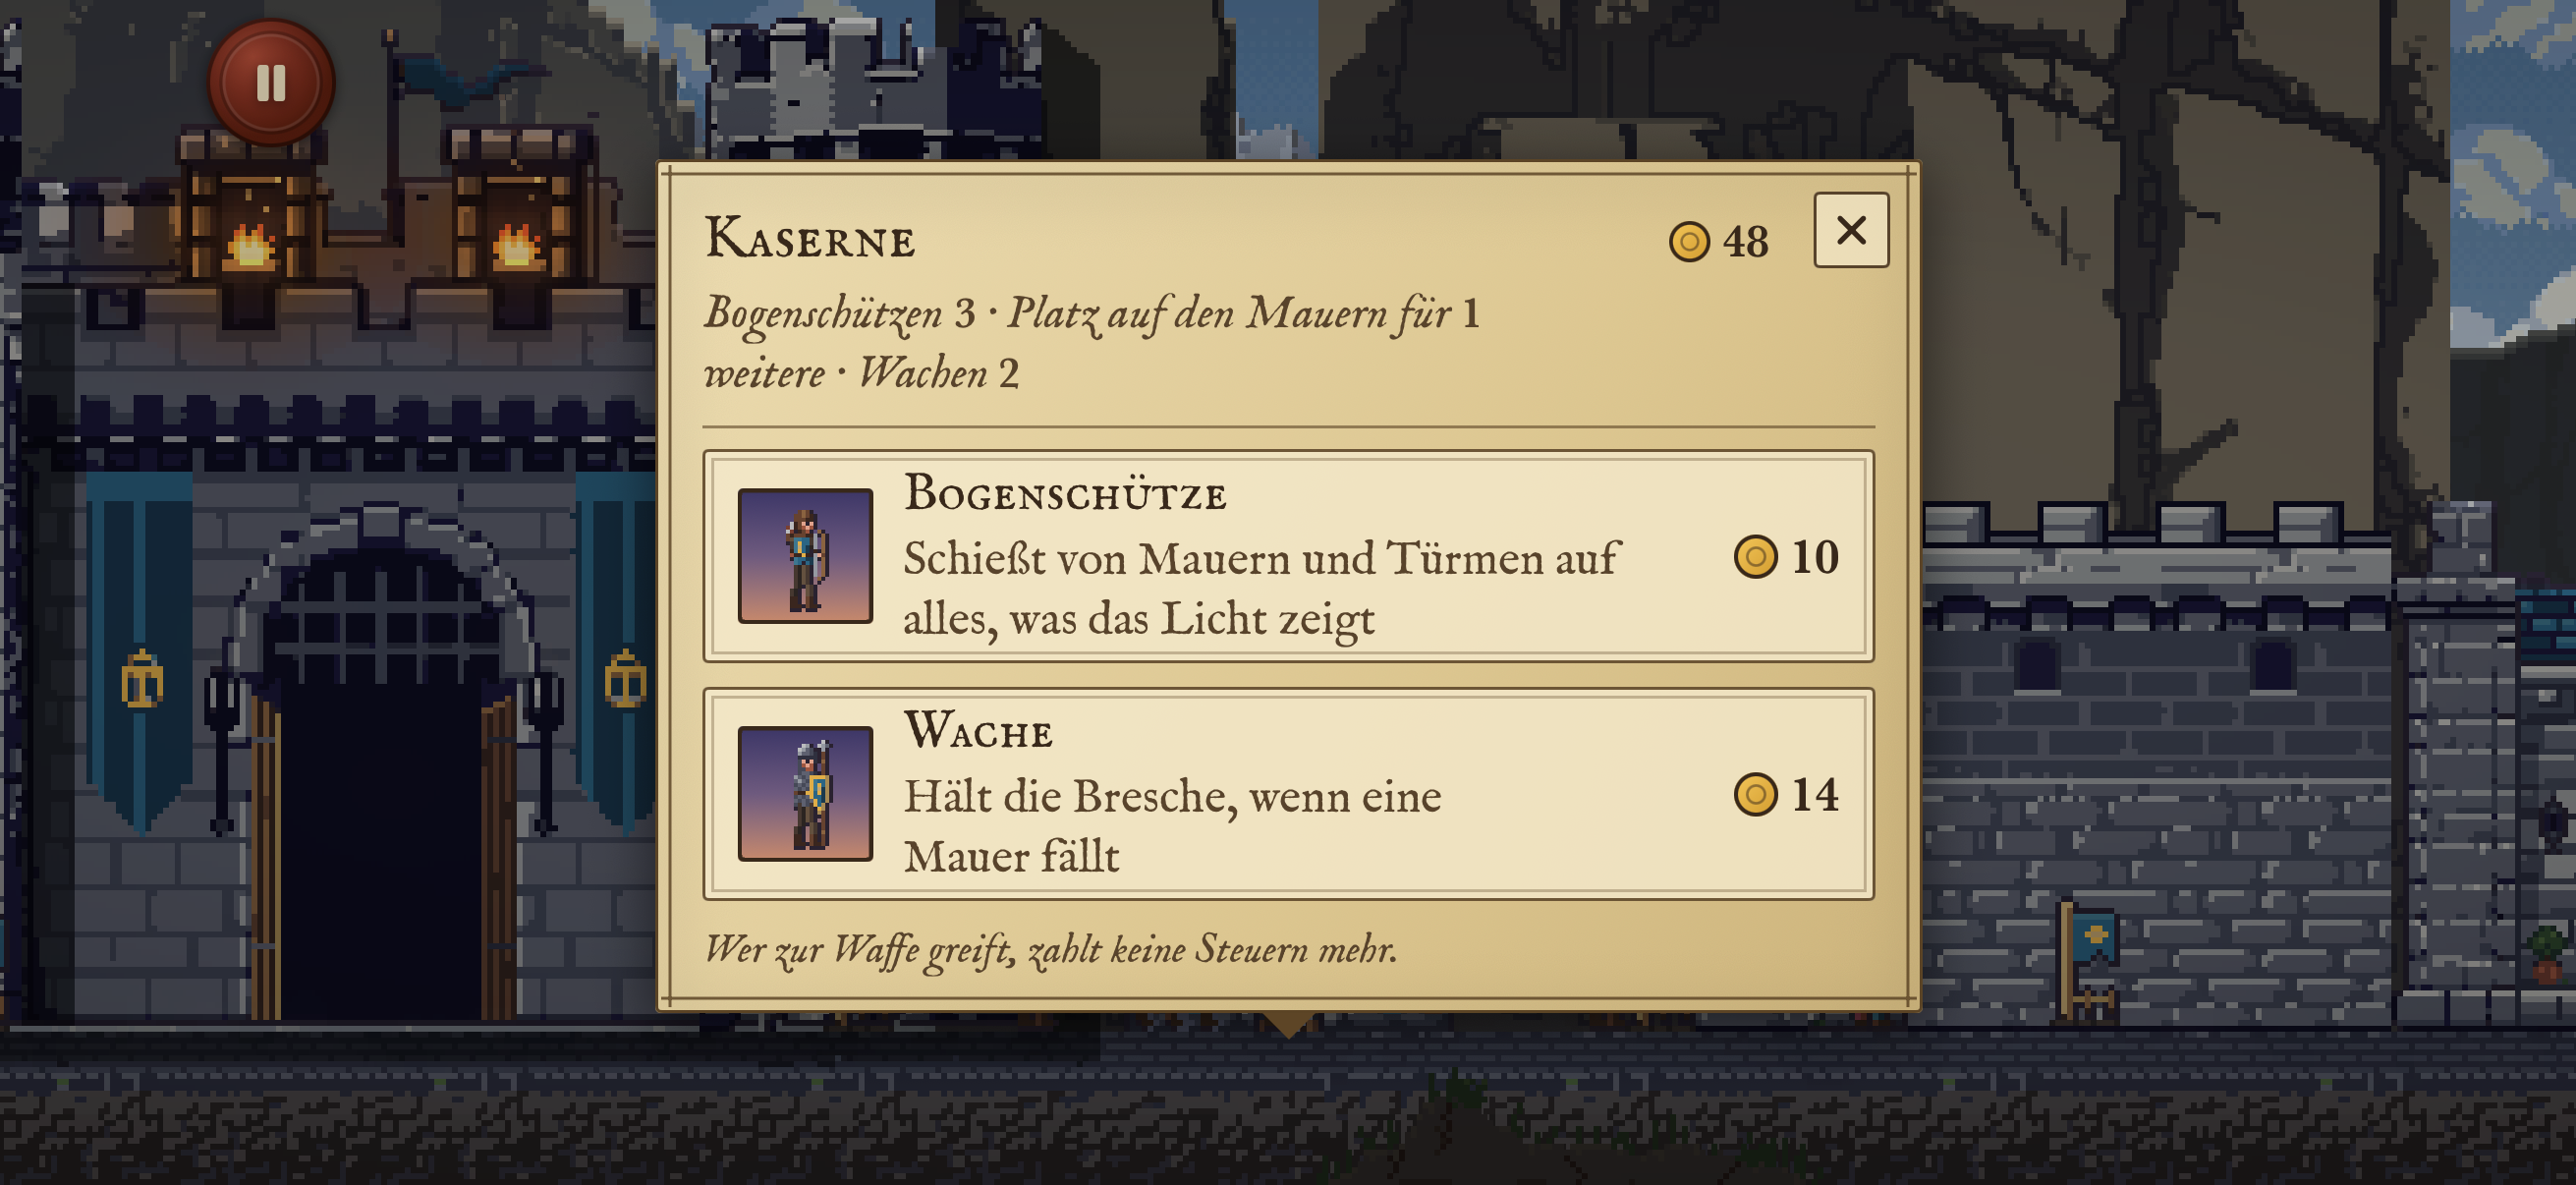 Kaserne
48
Bogenschützen 3 · Platz auf den Mauern für 1
weitere · Wachen 2
Bogenschütze
Schießt von Mauern und Türmen auf
alles, was das Licht zeigt
10
Wache
Hält die Bresche, wenn eine
Mauer fällt
14
Wer zur Waffe greift, zahlt keine Steuern mehr.